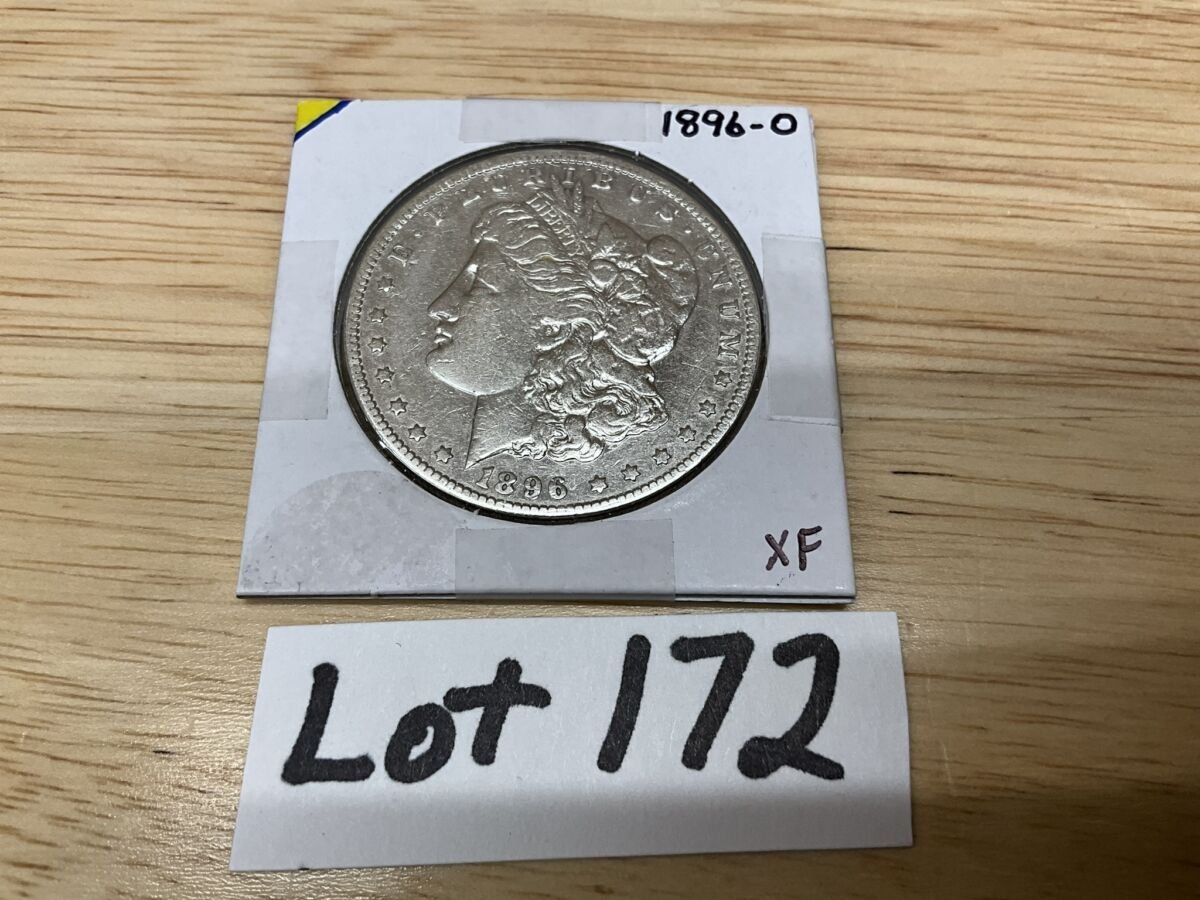 1896-O
E·PLURIBUS·UNUM
LIBERTY
1896
XF
Lot 172